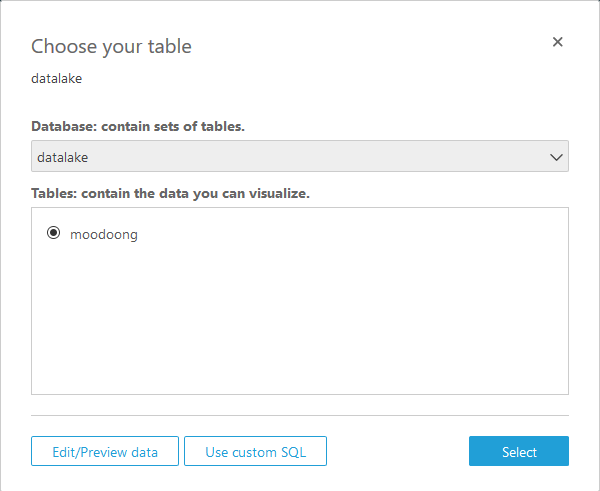 Choose your table
datalake
Database: contain sets of tables.
datalake
Tables: contain the data you can visualize.
moodoong
Edit/Preview data
Use custom SQL
Select